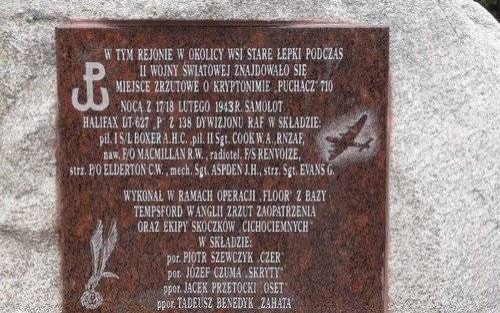 W TYM REJONIE W OKOLICY WSI STARE ŁEPKI PODCZAS
II WOJNY ŚWIATOWEJ ZNAJDOWAŁO SIĘ
MIEJSCE ZRZUTOWE O KRYPTONIMIE „PUCHACZ" 710
NOCĄ Z 17/18 LUTEGO 1943 R. SAMOLOT
HALIFAX DT-627 „P" Z 138 DYWIZJONU RAF W SKŁADZIE:
pil. I S/L BOXER A.H.C., pil. II Sgt. COOK W.A., RNZAF,
naw. F/O MACMILLAN R.W., radiotel. F/S RENVOIZE,
strz. P/O ELDERTON C.W., mech. Sgt. ASPDEN J.H., strz. Sgt. EVANS G.
WYKONAŁ W RAMACH OPERACJI „FLOOR" Z BAZY
TEMPSFORD W ANGLII ZRZUT ZAOPATRZENIA
ORAZ EKIPY SKOCZKÓW „CICHOCIEMNYCH"
W SKŁADZIE:
por. PIOTR SZEWCZYK „CZER"
por. JÓZEF CZUMA „SKRYTY"
ppor. JACEK PRZETOCKI „OSET"
ppor. TADEUSZ BENEDYK „ZAHATA"